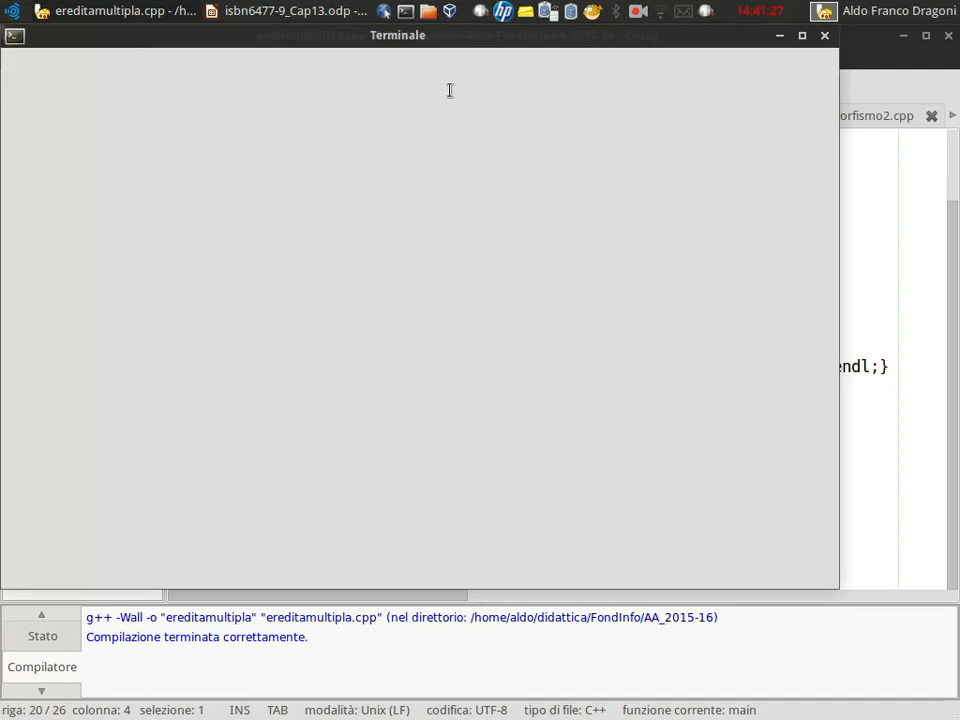 ereditamultipla.cpp - /h...
isbn6477-9_Cap13.odp -...
14:41:27
Aldo Franco Dragoni
Terminale
orfismo2.cpp
endl;}
g++ -Wall -o "ereditamultipla" "ereditamultipla.cpp" (nel direttorio: /home/aldo/didattica/FondInfo/AA_2015-16)
Stato
Compilazione terminata correttamente.
Compilatore
riga: 20 / 26 colonna: 4 selezione: 1 INS TAB modalità: Unix (LF) codifica: UTF-8 tipo di file: C++ funzione corrente: main